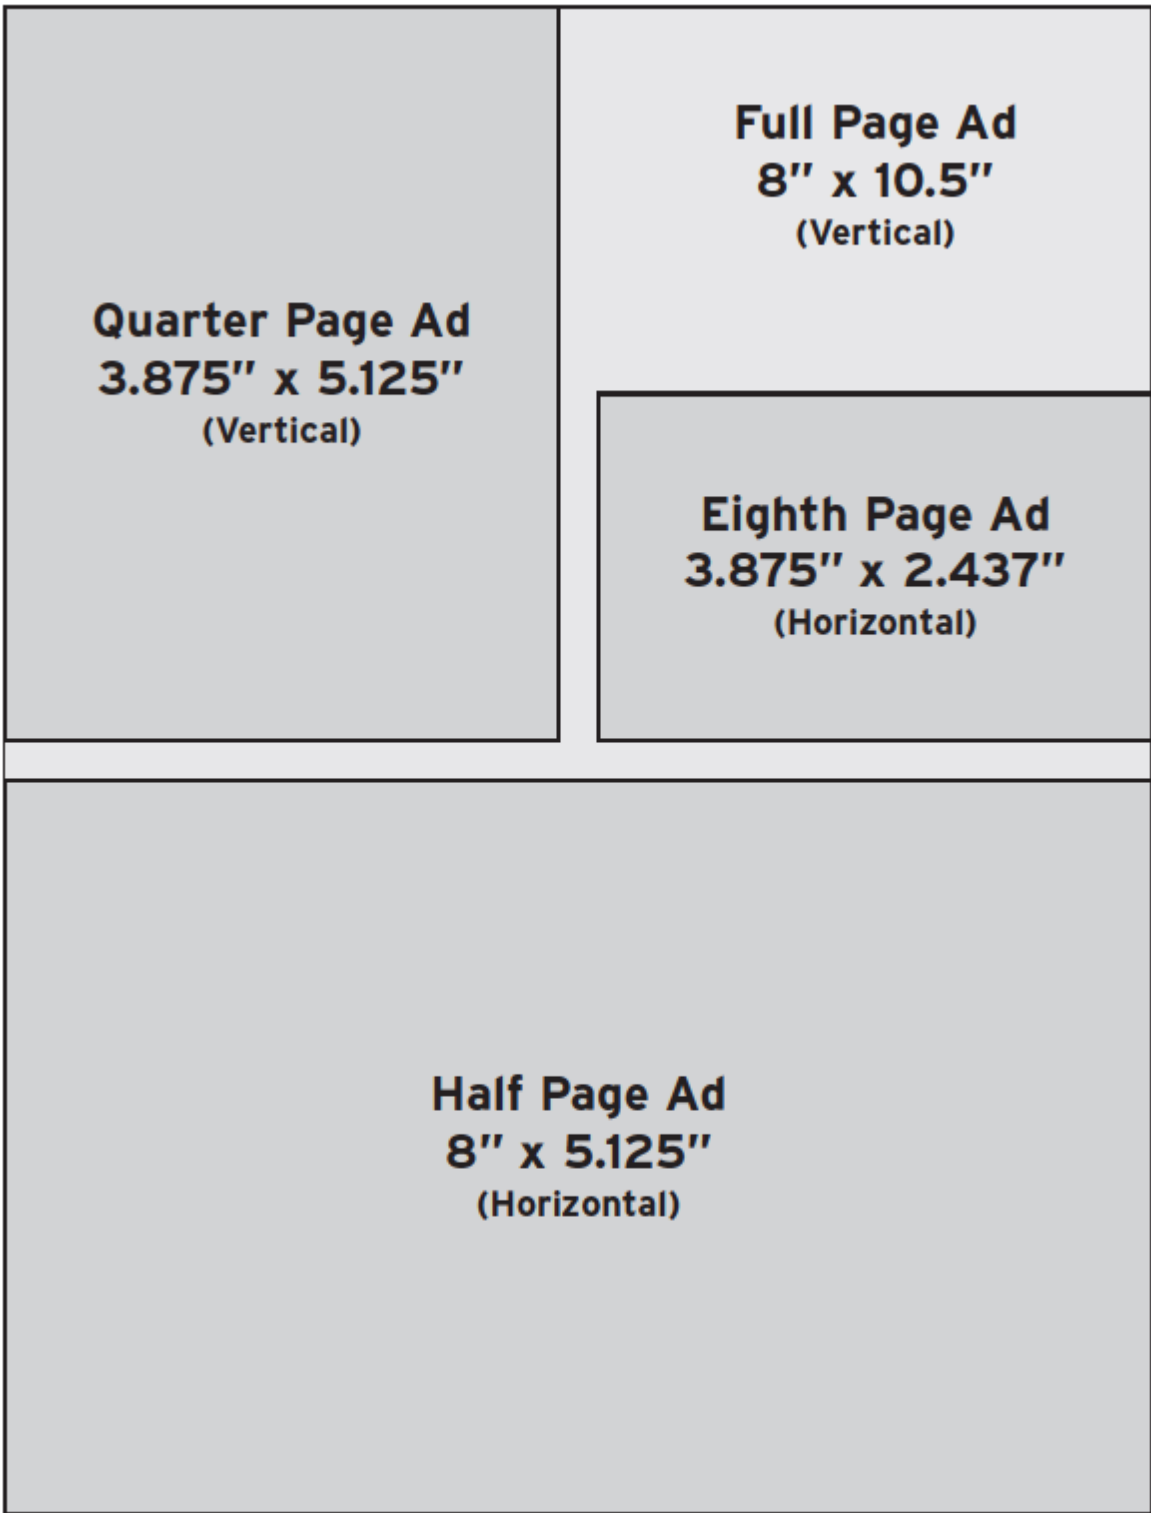 Full Page Ad
8″ x 10.5″
(Vertical)
Quarter Page Ad
3.875″ x 5.125″
(Vertical)
Eighth Page Ad
3.875″ x 2.437″
(Horizontal)
Half Page Ad
8″ x 5.125″
(Horizontal)